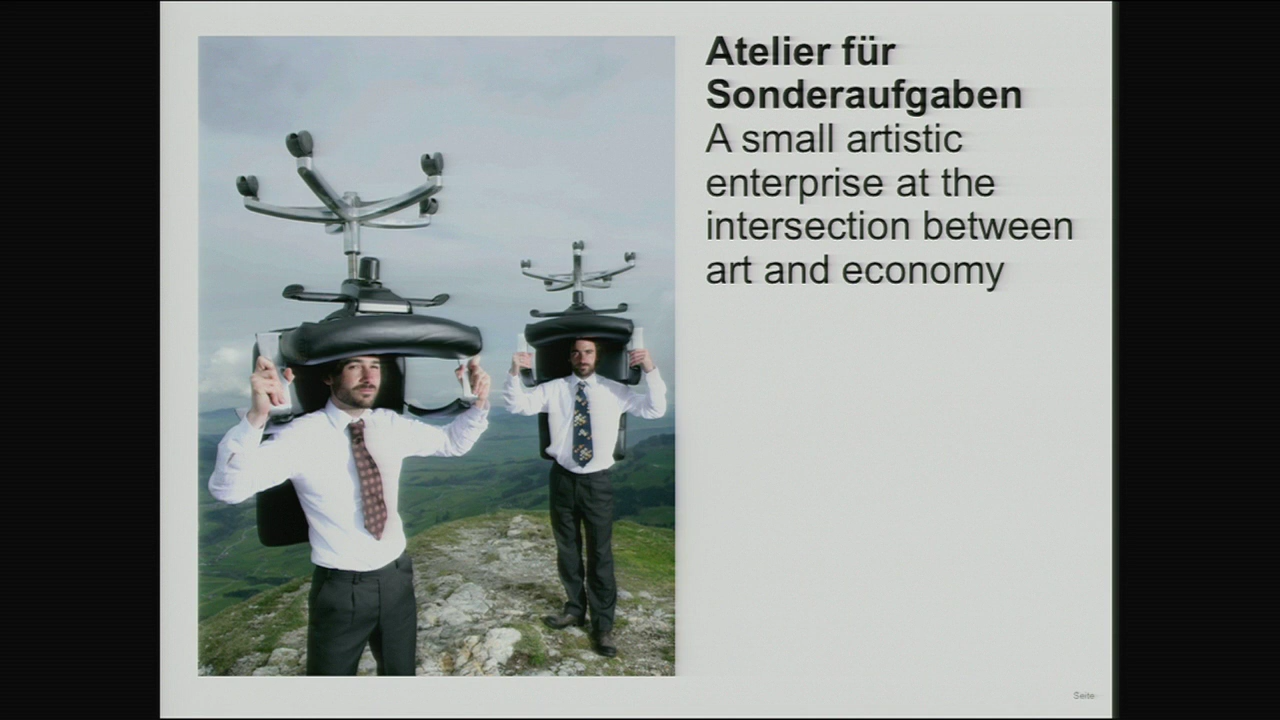 Atelier für
Sonderaufgaben
A small artistic
enterprise at the
intersection between
art and economy
Seite